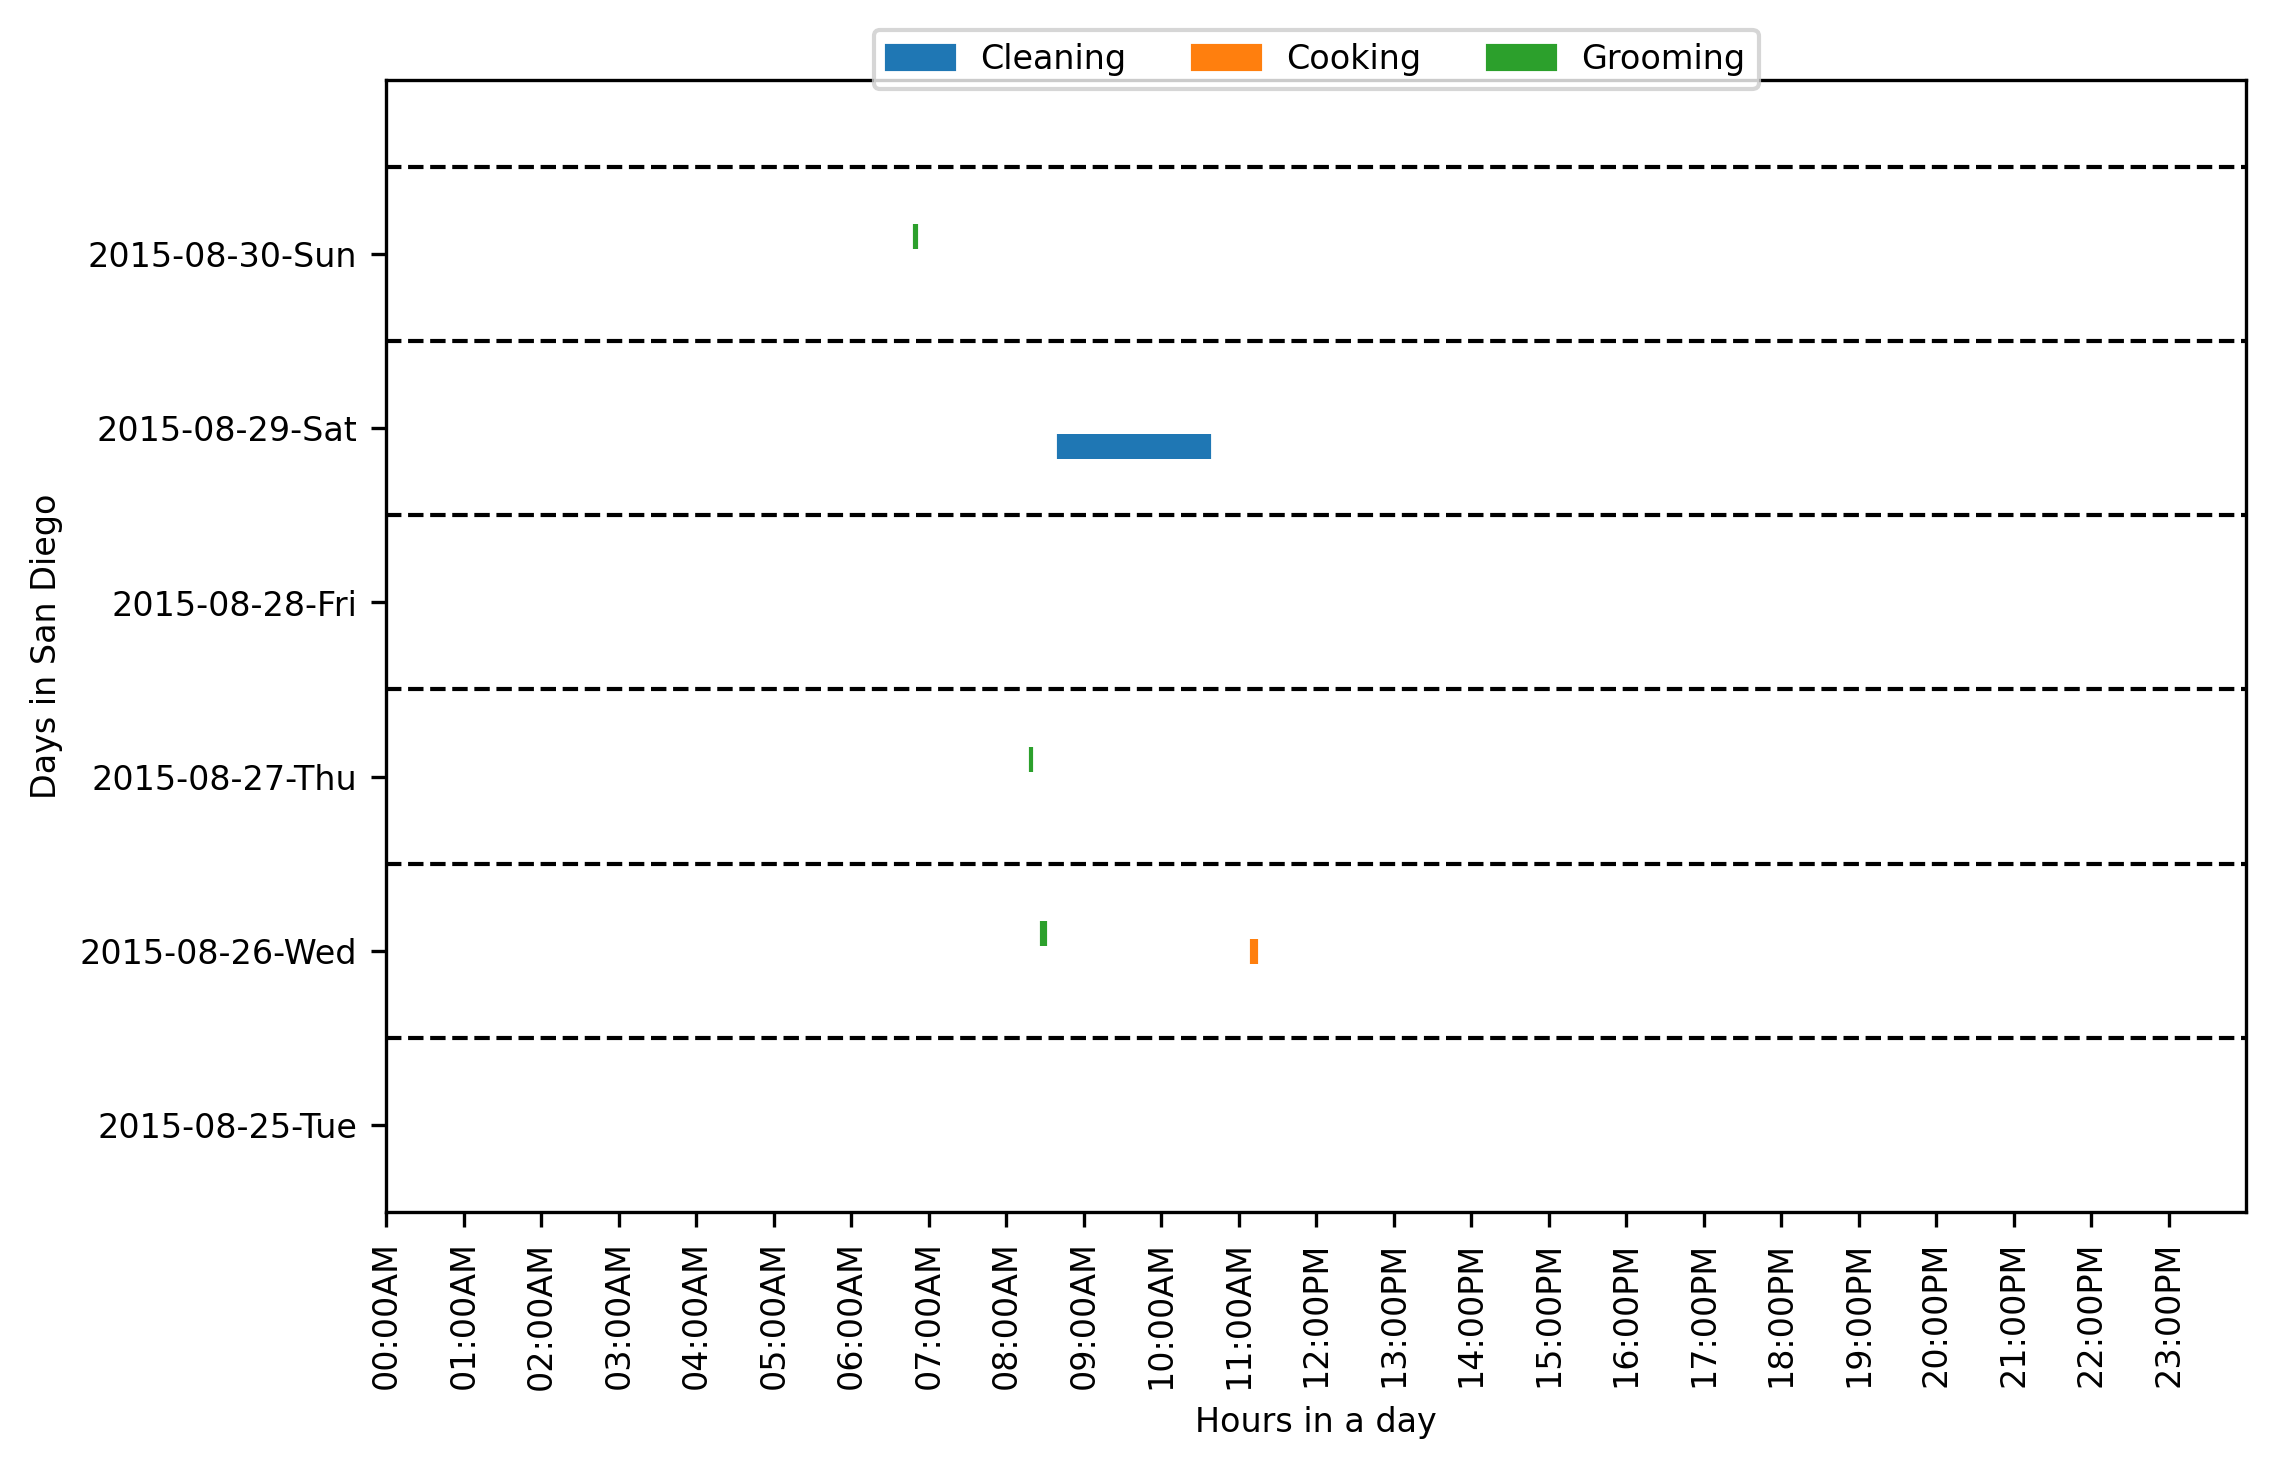 Cleaning Cooking Grooming
2015-08-30-Sun
2015-08-29-Sat
2015-08-28-Fri
2015-08-27-Thu
2015-08-26-Wed
2015-08-25-Tue
Days in San Diego
00:00AM
01:00AM
02:00AM
03:00AM
04:00AM
05:00AM
06:00AM
07:00AM
08:00AM
09:00AM
10:00AM
11:00AM
12:00PM
13:00PM
14:00PM
15:00PM
16:00PM
17:00PM
18:00PM
19:00PM
20:00PM
21:00PM
22:00PM
23:00PM
Hours in a day